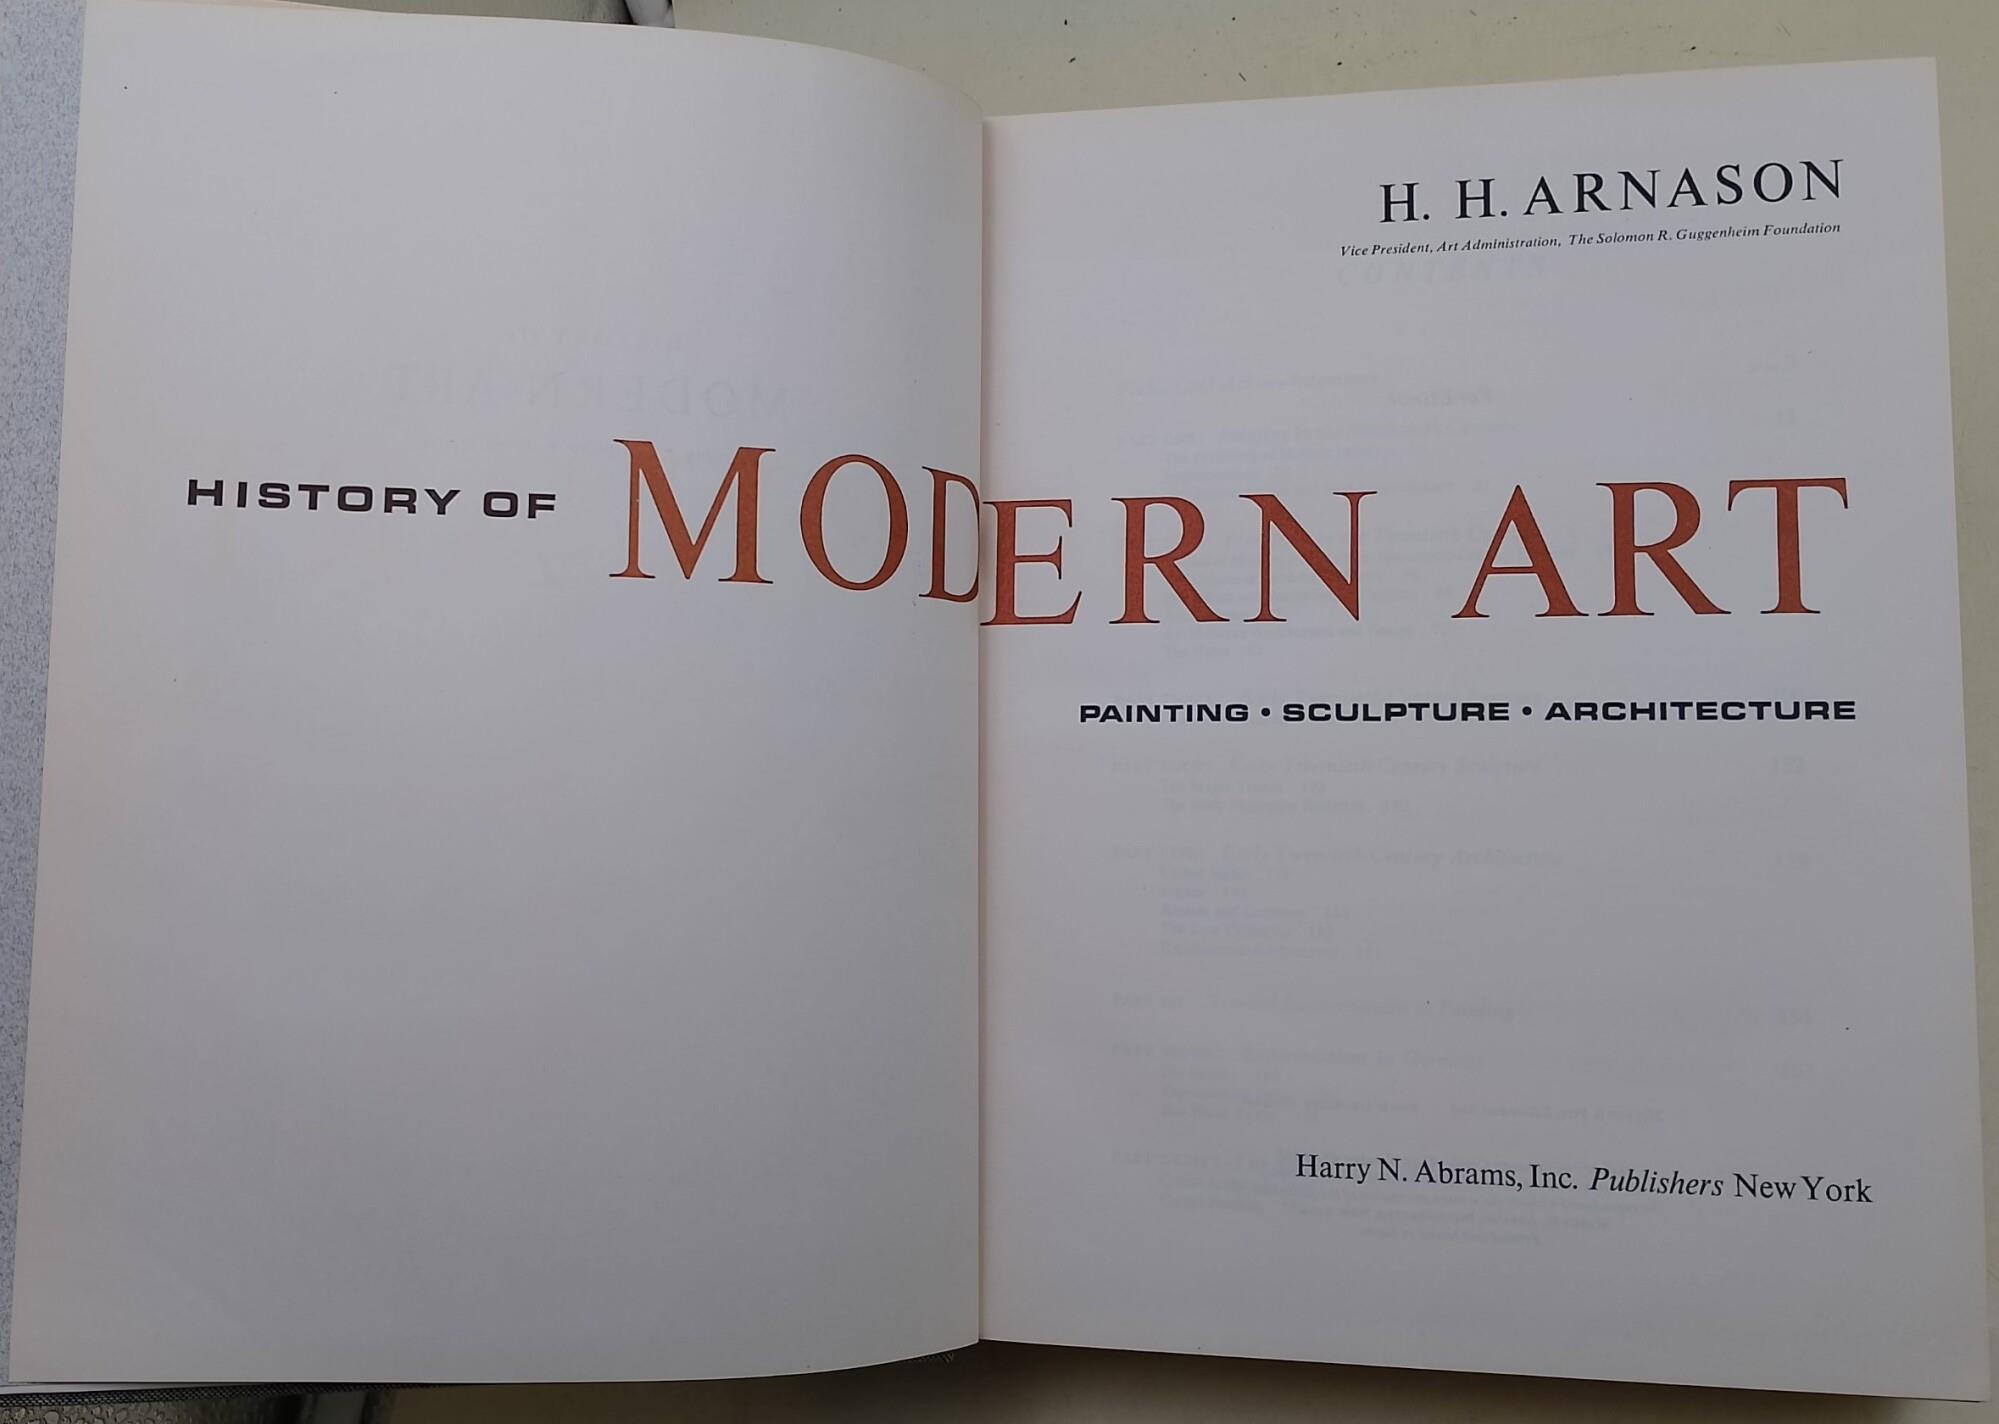 H. H. ARNASON
Vice President, Art Administration, The Solomon R. Guggenheim Foundation
HISTORY OF MODERN ART
PAINTING • SCULPTURE • ARCHITECTURE
Harry N. Abrams, Inc. Publishers New York